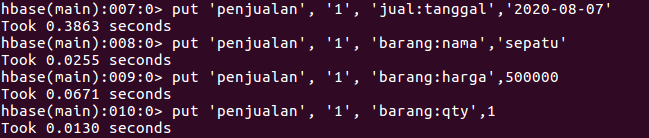 hbase(main):007:0> put 'penjualan', '1', 'jual:tanggal','2020-08-07'
Took 0.3863 seconds
hbase(main):008:0> put 'penjualan', '1', 'barang:nama','sepatu'
Took 0.0255 seconds
hbase(main):009:0> put 'penjualan', '1', 'barang:harga',500000
Took 0.0671 seconds
hbase(main):010:0> put 'penjualan', '1', 'barang:qty',1
Took 0.0130 seconds